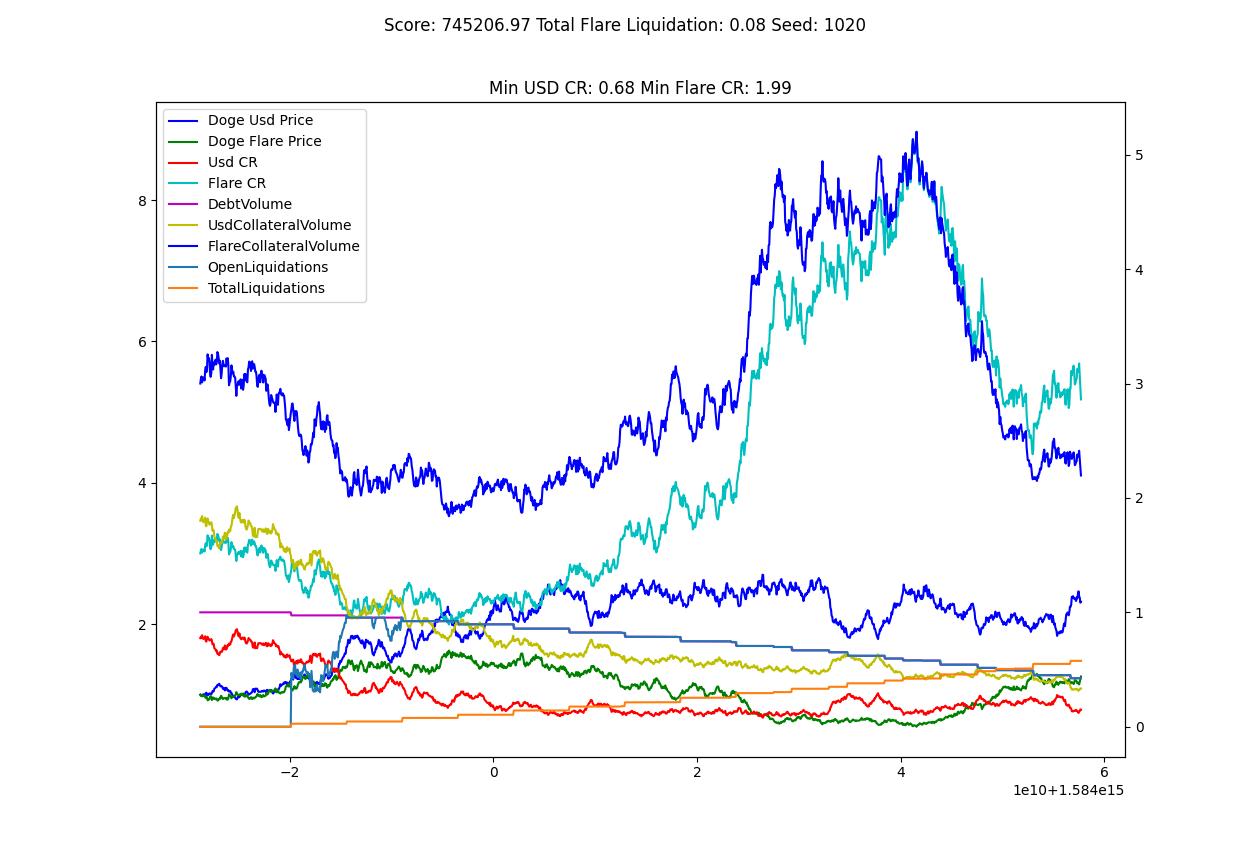 Score: 745206.97 Total Flare Liquidation: 0.08 Seed: 1020
Min USD CR: 0.68 Min Flare CR: 1.99
Doge Usd Price
Doge Flare Price
Usd CR
Flare CR
DebtVolume
UsdCollateralVolume
FlareCollateralVolume
OpenLiquidations
TotalLiquidations
8
6
4
2
5
4
3
2
1
0
−2
0
2
4
6
1e10+1.584e15